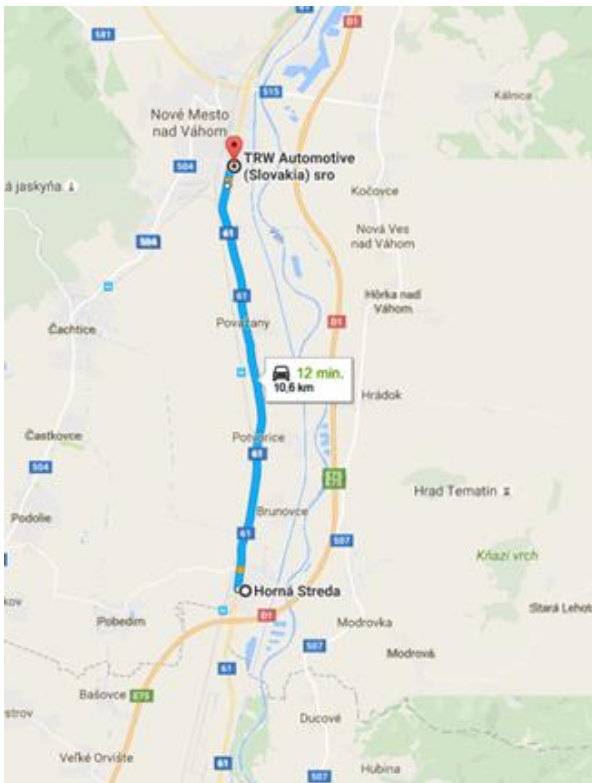 D1
581
515
Kálnica
Nové Mesto
nad Váhom
TRW Automotive
(Slovakia) sro
504
á jaskyňa
Kočovce
Nová Ves
nad Váhom
61
504
61
Hôrka nad
Váhom
Považany
D1
Čachtice
12 min.
10,6 km
Hrádok
Potvorice
Častkovce
61
504
E75
Hrad Tematín
Podolie
Brunovce
61
507
Kňazí vrch
Horná Streda
Stará Lehot
kov
Pobedim
D1
Modrovka
507
Modrová
61
Bašovce
E75
strov
Ducové
Veľké Orvište
61
507
Hubina